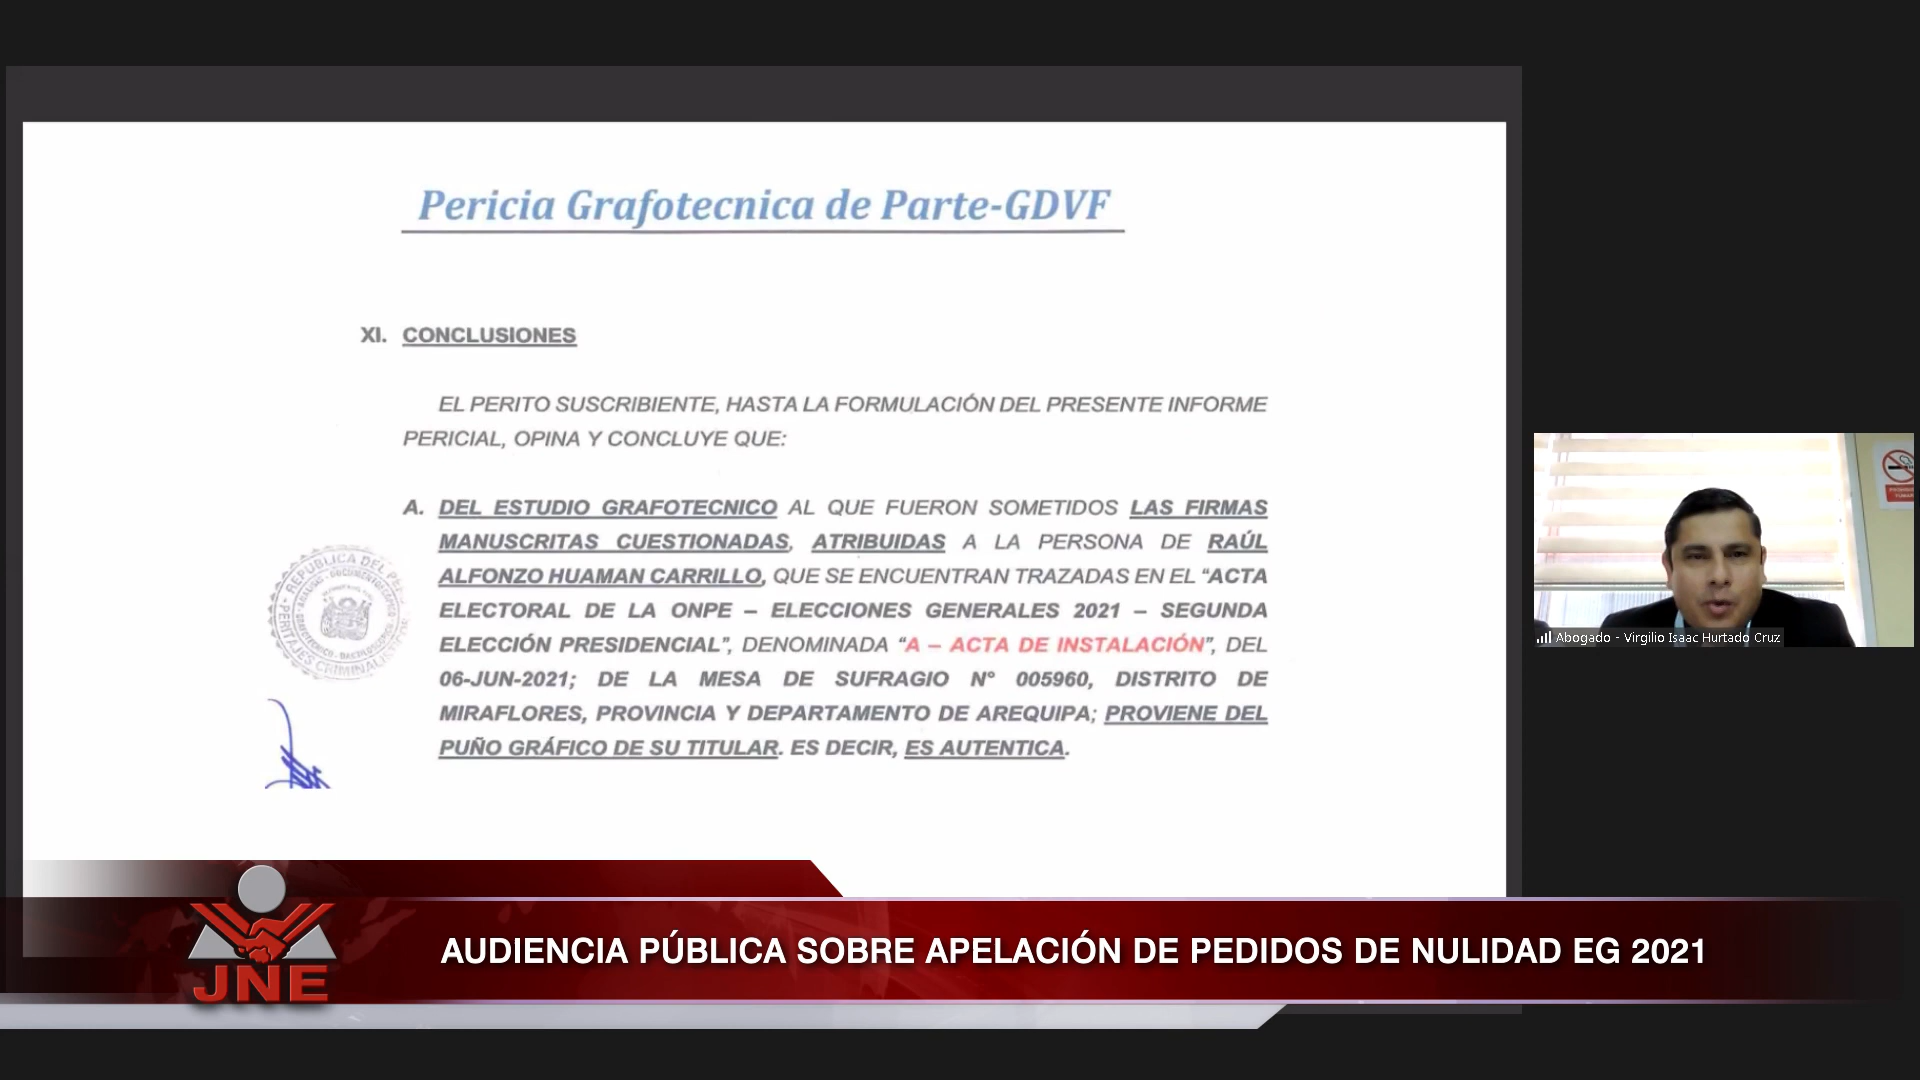 Pericia Grafotecnica de Parte-GDVF
XI. CONCLUSIONES
EL PERITO SUSCRIBIENTE, HASTA LA FORMULACIÓN DEL PRESENTE INFORME
PERICIAL, OPINA Y CONCLUYE QUE:
A. DEL ESTUDIO GRAFOTECNICO AL QUE FUERON SOMETIDOS LAS FIRMAS
MANUSCRITAS CUESTIONADAS, ATRIBUIDAS A LA PERSONA DE RAÚL
ALFONZO HUAMAN CARRILLO, QUE SE ENCUENTRAN TRAZADAS EN EL “ACTA
ELECTORAL DE LA ONPE – ELECCIONES GENERALES 2021 – SEGUNDA
ELECCIÓN PRESIDENCIAL”, DENOMINADA “A – ACTA DE INSTALACIÓN”, DEL
06-JUN-2021; DE LA MESA DE SUFRAGIO N° 005960, DISTRITO DE
MIRAFLORES, PROVINCIA Y DEPARTAMENTO DE AREQUIPA; PROVIENE DEL
PUÑO GRÁFICO DE SU TITULAR. ES DECIR, ES AUTENTICA.
REPUBLICA DEL
PERITAJES CRIMINALIST
Abogado - Virgilio Isaac Hurtado Cruz
JNE
AUDIENCIA PÚBLICA SOBRE APELACIÓN DE PEDIDOS DE NULIDAD EG 2021